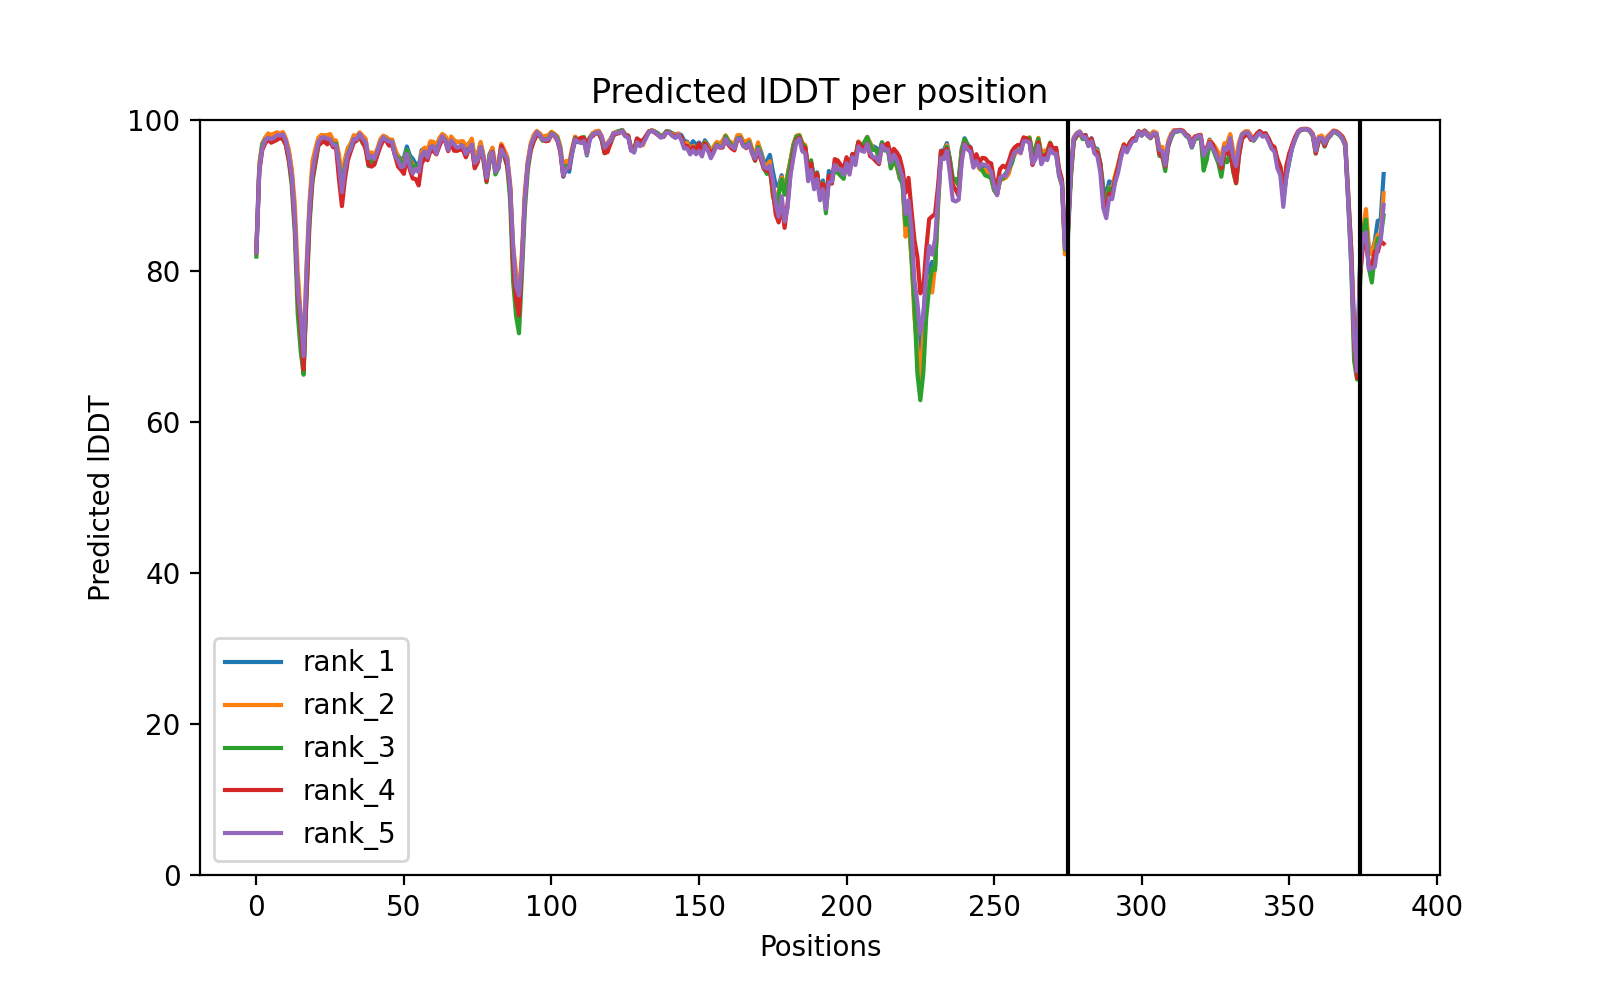 Predicted lDDT per position
100
80
60
40
20
0
Predicted lDDT
rank_1
rank_2
rank_3
rank_4
rank_5
0 50 100 150 200 250 300 350 400
Positions